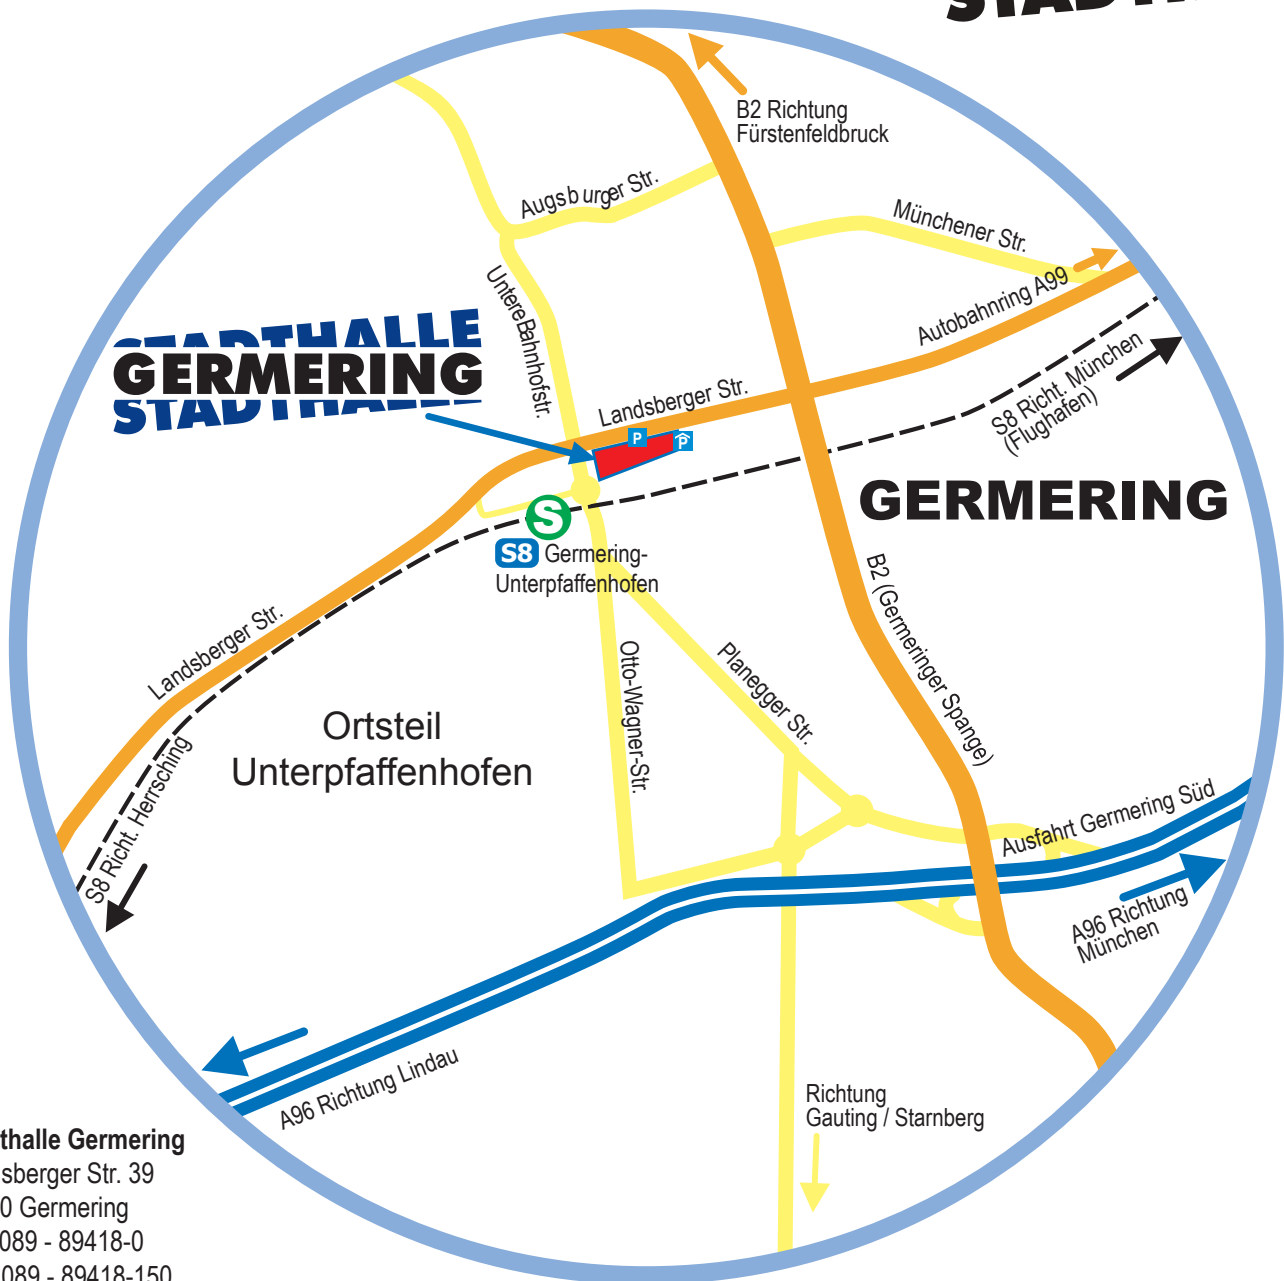 B2 Richtung
Fürstenfeldbruck
Augsburger Str.
Münchener Str.
Autobahnring A99
Untere Bahnhofstr.
STADTHALLE
GERMERING
STADTHALLE
Landsberger Str.
S8 Richt. München
(Flughafen)
P
P
GERMERING
S
S8 Germering-
Unterpfaffenhofen
B2 (Germeringer Spange)
Landsberger Str.
Otto-Wagner-Str.
Planegger Str.
Ortsteil
Unterpfaffenhofen
S8 Richt. Herrsching
Ausfahrt Germering Süd
A96 Richtung
München
A96 Richtung Lindau
Richtung
Gauting / Starnberg
thalle Germering
sberger Str. 39
0 Germering
089 - 89418-0
089 - 89418-150